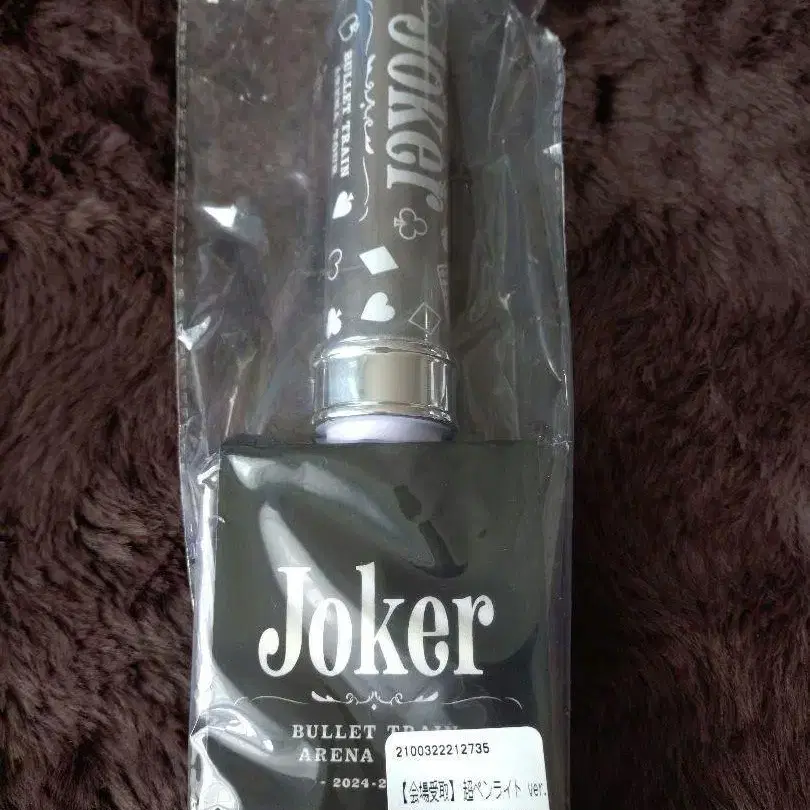 Joker
BULLET TRAIN
Joker
BULLET TRAIN
ARENA
- 2024-2
2100322212735
【会場受取】超ペンライト ver.